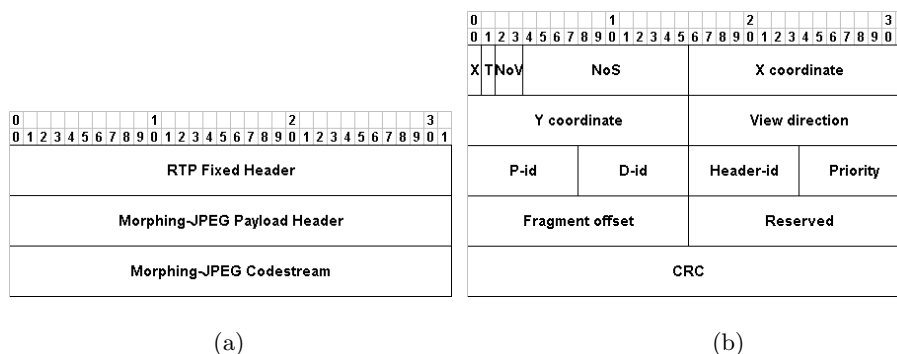 0 1 2 3
0 1 2 3 4 5 6 7 8 9 0 1 2 3 4 5 6 7 8 9 0 1 2 3 4 5 6 7 8 9 0 1
RTP Fixed Header
Morphing-JPEG Payload Header
Morphing-JPEG Codestream
(a)
0 1 2 3
0 1 2 3 4 5 6 7 8 9 0 1 2 3 4 5 6 7 8 9 0 1 2 3 4 5 6 7 8 9 0
X T NoV NoS X coordinate
Y coordinate View direction
P-id D-id Header-id Priority
Fragment offset Reserved
CRC
(b)